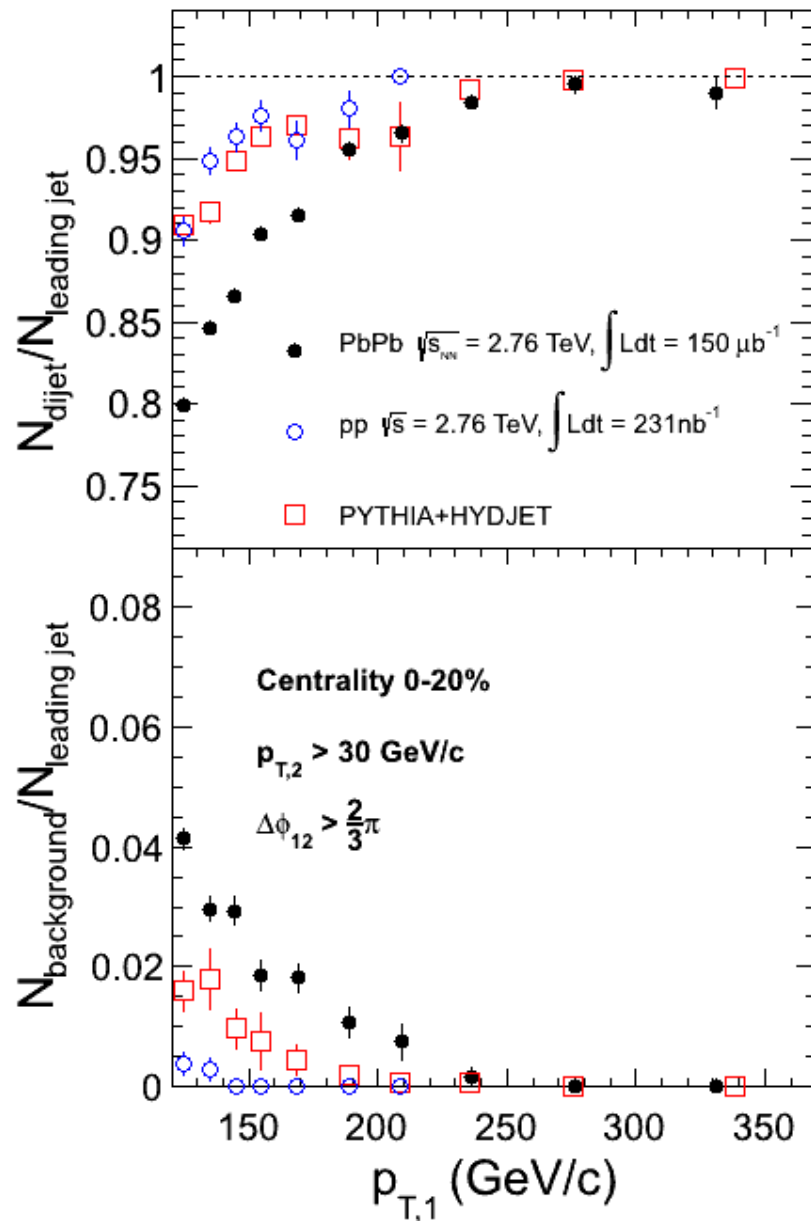 N_dijet/N_leading jet
1
0.95
0.9
0.85
0.8
0.75
PbPb √s_NN = 2.76 TeV, ∫Ldt = 150 μb⁻¹
pp √s = 2.76 TeV, ∫Ldt = 231nb⁻¹
PYTHIA+HYDJET
N_background/N_leading jet
0.08
0.06
0.04
0.02
0
Centrality 0-20%
p_T,2 > 30 GeV/c
Δϕ_12 > 2/3 π
150 200 250 300 350
p_T,1 (GeV/c)